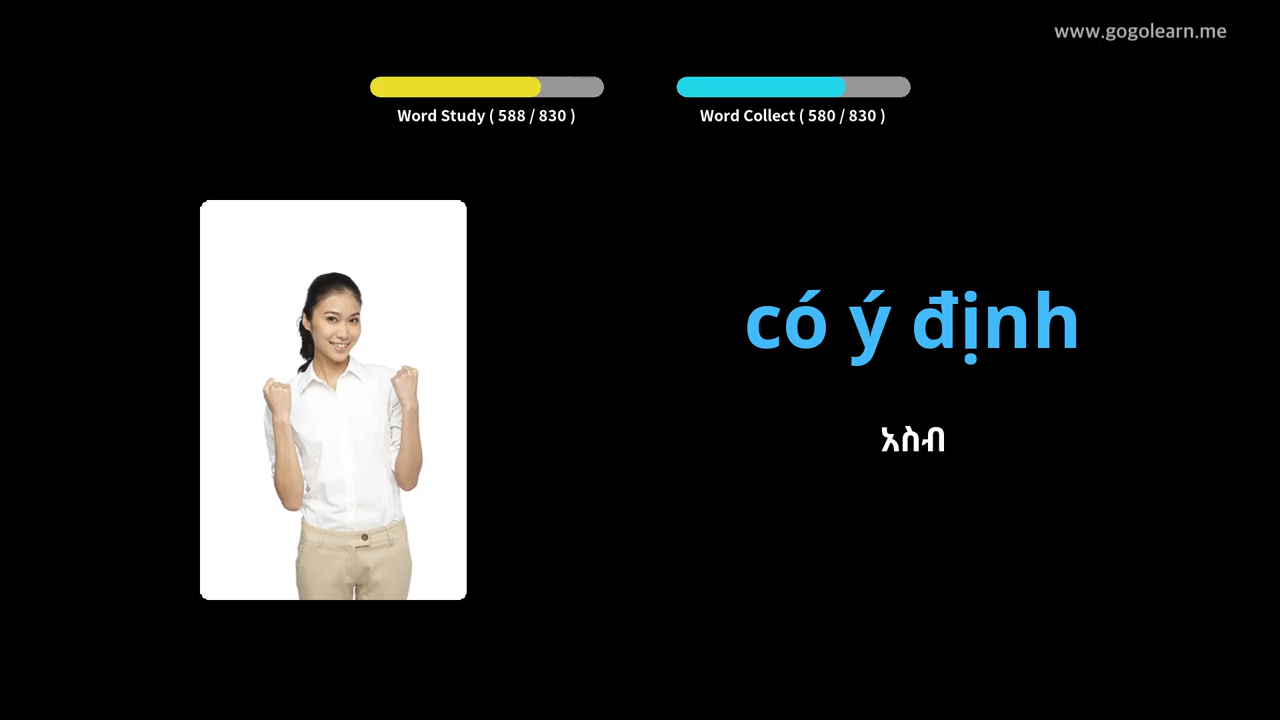 www.gogolearn.me
Word Study ( 588 / 830 )
Word Collect ( 580 / 830 )
có ý định
አስብ